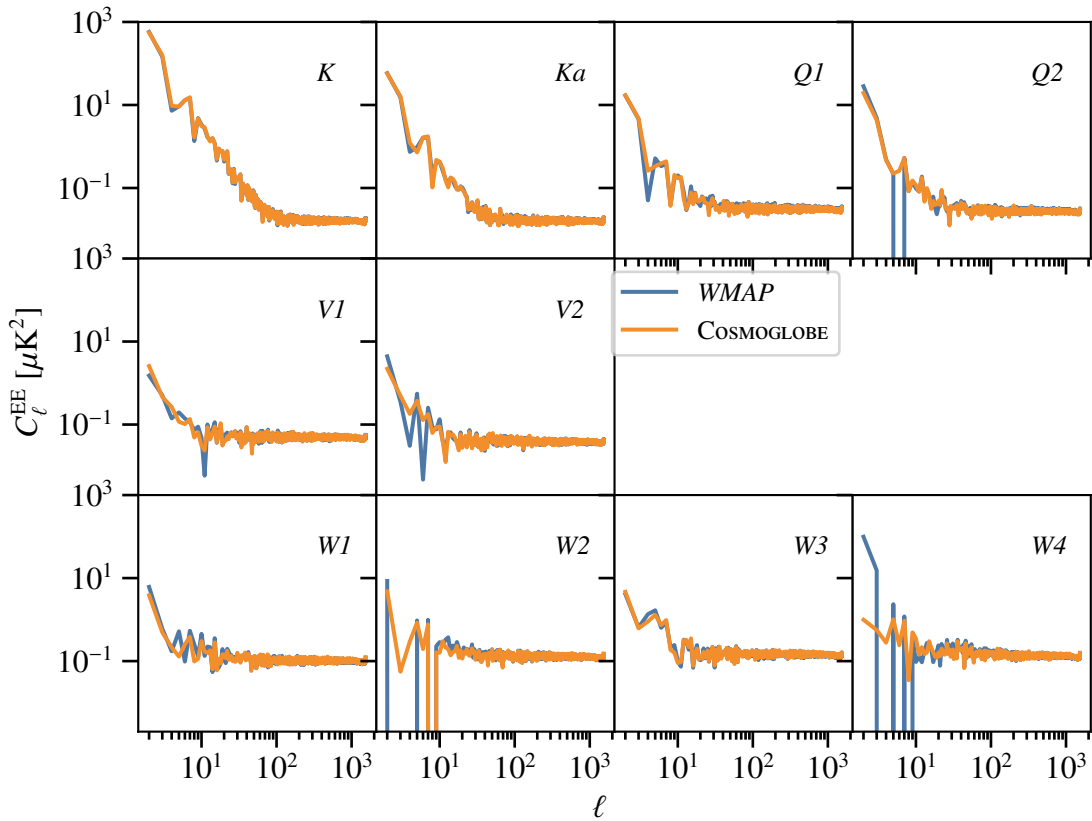 10³
10¹
10⁻¹
K
Ka
Q1
Q2
10³
10¹
10⁻¹
C_ℓ^EE [μK²]
V1
V2
WMAP
COSMOGLOBE
10³
10¹
10⁻¹
W1
W2
W3
W4
10¹ 10² 10³
10¹ 10² 10³
10¹ 10² 10³
10¹ 10² 10³
ℓ